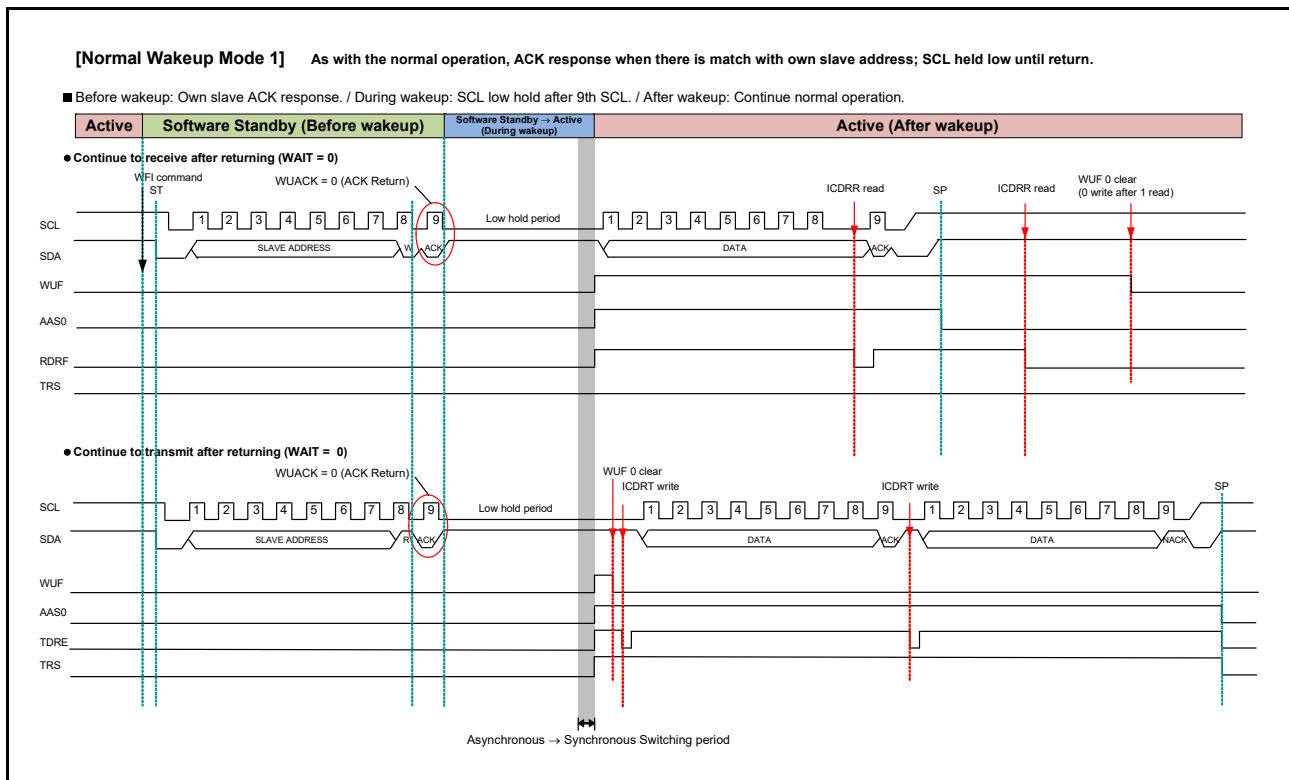 [Normal Wakeup Mode 1] As with the normal operation, ACK response when there is match with own slave address; SCL held low until return.
■ Before wakeup: Own slave ACK response. / During wakeup: SCL low hold after 9th SCL. / After wakeup: Continue normal operation.
Active Software Standby (Before wakeup) Software Standby → Active (During wakeup) Active (After wakeup)
● Continue to receive after returning (WAIT = 0)
WFI command
ST
WUACK = 0 (ACK Return)
ICDRR read
SP
ICDRR read
WUF 0 clear
(0 write after 1 read)
SCL 1 2 3 4 5 6 7 8 9 Low hold period 1 2 3 4 5 6 7 8 9
SDA SLAVE ADDRESS W ACK DATA ACK
WUF
AAS0
RDRF
TRS
● Continue to transmit after returning (WAIT = 0)
WUACK = 0 (ACK Return)
WUF 0 clear
ICDRT write
ICDRT write
SP
SCL 1 2 3 4 5 6 7 8 9 Low hold period 1 2 3 4 5 6 7 8 9 1 2 3 4 5 6 7 8 9
SDA SLAVE ADDRESS R ACK DATA ACK DATA NACK
WUF
AAS0
TDRE
TRS
Asynchronous → Synchronous Switching period